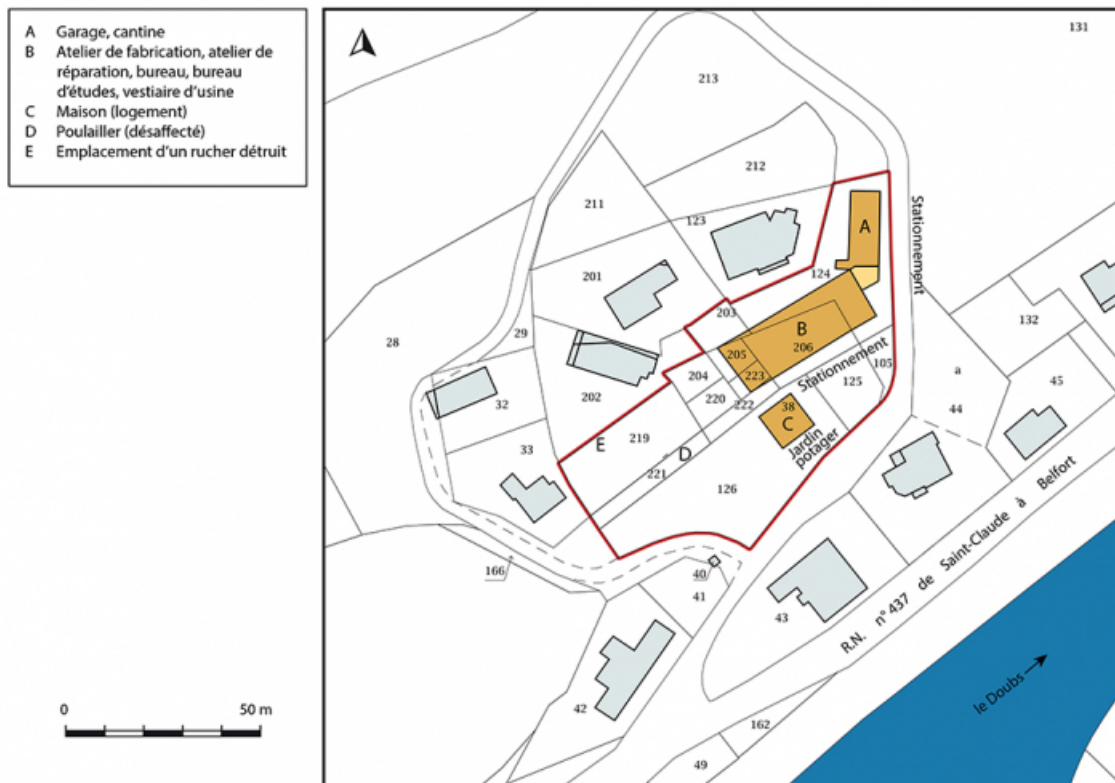 A Garage, cantine
B Atelier de fabrication, atelier de
réparation, bureau, bureau
d'études, vestiaire d'usine
C Maison (logement)
D Poulailler (désaffecté)
E Emplacement d'un rucher détruit
131
213
212
211
123
A
Stationnement
201
124
203
132
28
29
B
205
206
Stationnement
105
204
223
125
a
45
32
202
220
222
38
44
C
Jardin
potager
33
E
219
D
221
126
166
40
41
43
R.N. n° 437 de Saint-Claude à Belfort
le Doubs
42
162
49
0 50 m